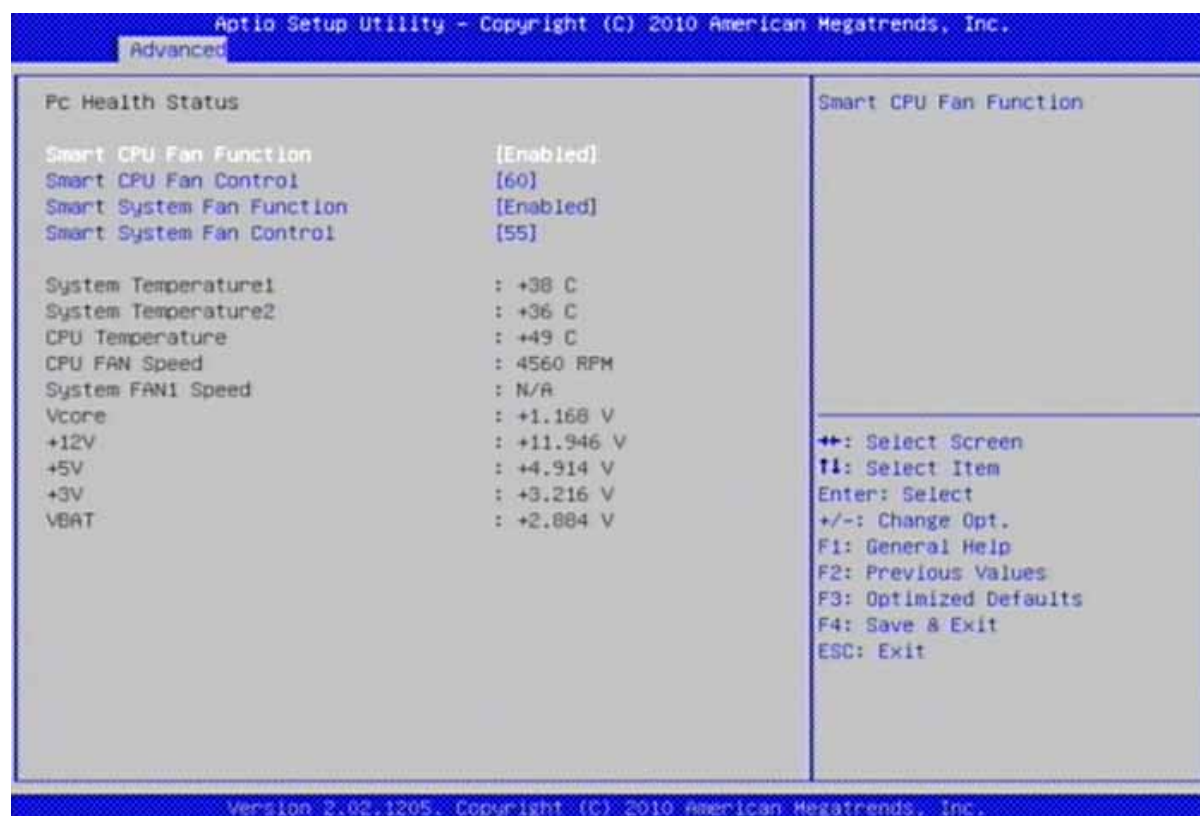 Aptio Setup Utility - Copyright (C) 2010 American Megatrends, Inc.
Advanced
Pc Health Status
Smart CPU Fan Function [Enabled]
Smart CPU Fan Control [60]
Smart System Fan Function [Enabled]
Smart System Fan Control [55]
System Temperature1 : +38 C
System Temperature2 : +36 C
CPU Temperature : +49 C
CPU FAN Speed : 4560 RPM
System FAN1 Speed : N/A
Vcore : +1.168 V
+12V : +11.946 V
+5V : +4.914 V
+3V : +3.216 V
VBAT : +2.884 V
Smart CPU Fan Function
→←: Select Screen
↑↓: Select Item
Enter: Select
+/-: Change Opt.
F1: General Help
F2: Previous Values
F3: Optimized Defaults
F4: Save & Exit
ESC: Exit
Version 2.02.1205. Copyright (C) 2010 American Megatrends, Inc.